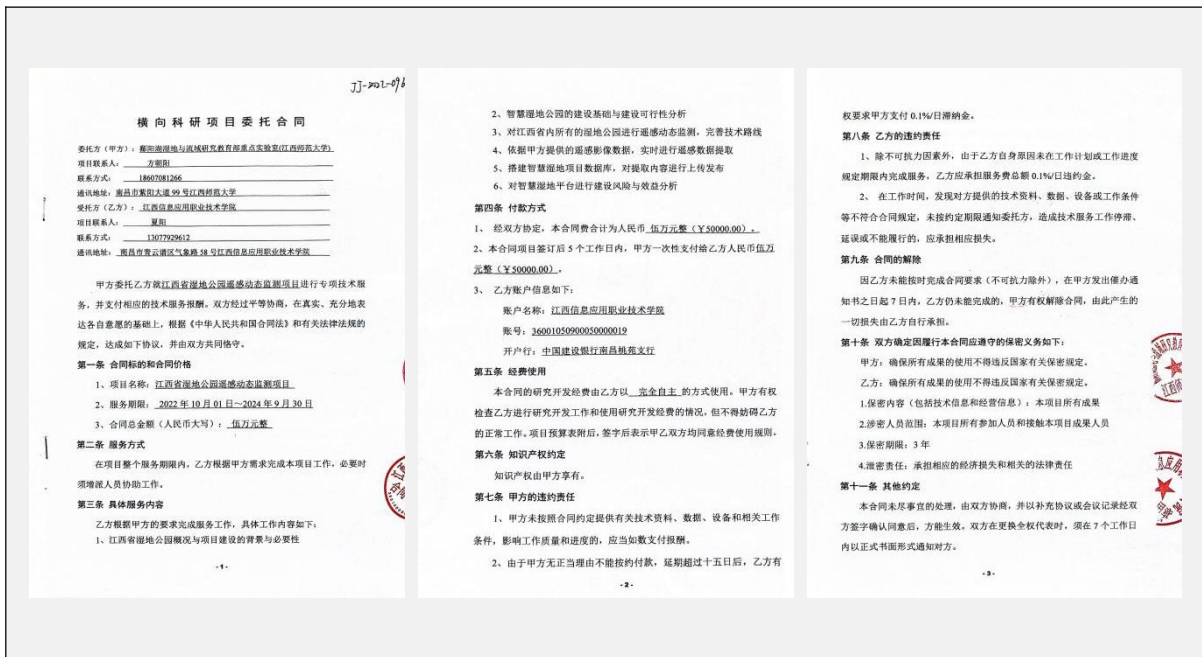 JJ-2022-096
横向科研项目委托合同
委托方（甲方）：鄱阳湖湿地与流域研究教育部重点实验室(江西师范大学)
项目联系人： 方朝阳
联系方式： 18607081266
通讯地址：南昌市紫阳大道 99 号江西师范大学
受托方（乙方）：江西信息应用职业技术学院
项目联系人： 夏阳
联系方式： 13077929612
通讯地址：南昌市青云谱区气象路 58 号江西信息应用职业技术学院
甲方委托乙方就江西省湿地公园遥感动态监测项目进行专项技术服
务，并支付相应的技术服务报酬。双方经过平等协商，在真实、充分地表
达各自意愿的基础上，根据《中华人民共和国合同法》和有关法律法规的
规定，达成如下协议，并由双方共同恪守。
第一条 合同标的和合同价格
1、项目名称：江西省湿地公园遥感动态监测项目
2、服务期限：2022 年 10 月 01 日～2024 年 9 月 30 日
3、合同总金额（人民币大写）：伍万元整
第二条 服务方式
在项目整个服务期限内，乙方根据甲方需求完成本项目工作，必要时
须增派人员协助工作。
第三条 具体服务内容
乙方根据甲方的要求完成服务工作，具体工作内容如下：
1、江西省湿地公园概况与项目建设的背景与必要性
-1-
2、智慧湿地公园的建设基础与建设可行性分析
3、对江西省内所有的湿地公园进行遥感动态监测，完善技术路线
4、依据甲方提供的遥感影像数据，实时进行遥感数据提取
5、搭建智慧湿地项目数据库，对提取内容进行上传发布
6、对智慧湿地平台进行建设风险与效益分析
第四条 付款方式
1、 经双方协定，本合同费合计为人民币 伍万元整（￥50000.00）。
2、本合同项目签订后 5 个工作日内，甲方一次性支付给乙方人民币伍万
元整（￥50000.00）。
3、 乙方账户信息如下：
账户名称：江西信息应用职业技术学院
账号：36001050900050000019
开户行：中国建设银行南昌桃苑支行
第五条 经费使用
本合同的研究开发经费由乙方以 完全自主 的方式使用。甲方有权
检查乙方进行研究开发工作和使用研究开发经费的情况，但不得妨碍乙方
的正常工作。项目预算表附后，签字后表示甲乙双方均同意经费使用规则。
第六条 知识产权约定
知识产权由甲方享有。
第七条 甲方的违约责任
1、甲方未按照合同约定提供有关技术资料、数据、设备和相关工作
条件，影响工作质量和进度的，应当如数支付报酬。
2、由于甲方无正当理由不能按约付款，延期超过十五日后，乙方有
-2-
权要求甲方支付 0.1%/日滞纳金。
第八条 乙方的违约责任
1、除不可抗力因素外，由于乙方自身原因未在工作计划或工作进度
规定期限内完成服务，乙方应承担服务费总额 0.1%/日违约金。
2、 在工作时间，发现对方提供的技术资料、数据、设备或工作条件
等不符合合同规定，未按约定期限通知委托方，造成技术服务工作停滞、
延误或不能履行的，应承担相应损失。
第九条 合同的解除
因乙方未能按时完成合同要求（不可抗力除外），在甲方发出催办通
知书之日起 7 日内，乙方仍未能完成的，甲方有权解除合同，由此产生的
一切损失由乙方自行承担。
第十条 双方确定因履行本合同应遵守的保密义务如下：
甲方：确保所有成果的使用不得违反国家有关保密规定。
乙方：确保所有成果的使用不得违反国家有关保密规定。
1.保密内容（包括技术信息和经营信息）：本项目所有成果
2.涉密人员范围：本项目所有参加人员和接触本项目成果人员
3.保密期限：3 年
4.泄密责任：承担相应的经济损失和相关的法律责任
第十一条 其他约定
本合同未尽事宜的处理，由双方协商，并以补充协议或会议记录经双
方签字确认同意后，方能生效。双方在更换全权代表时，须在 7 个工作日
内以正式书面形式通知对方。
-3-